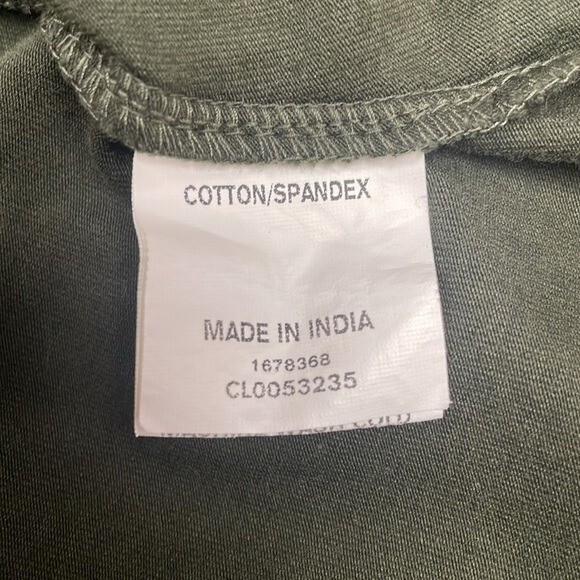 COTTON/SPANDEX
MADE IN INDIA
1678368
CL0053235